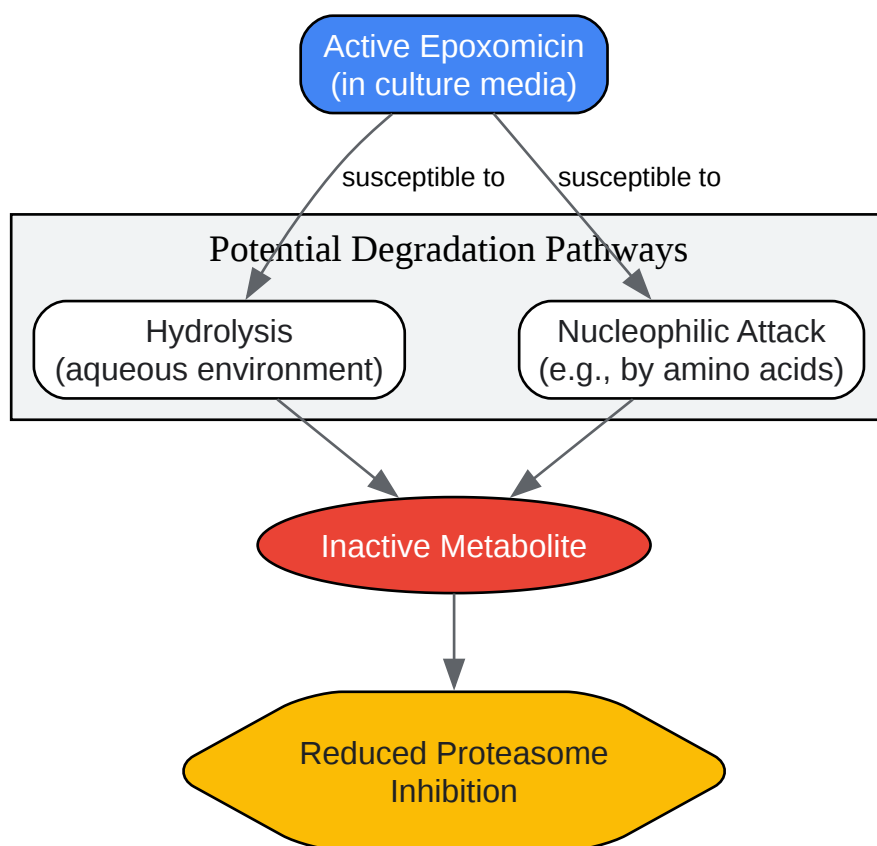 Active Epoxomicin
(in culture media)
susceptible to
susceptible to
Potential Degradation Pathways
Hydrolysis
(aqueous environment)
Nucleophilic Attack
(e.g., by amino acids)
Inactive Metabolite
Reduced Proteasome
Inhibition